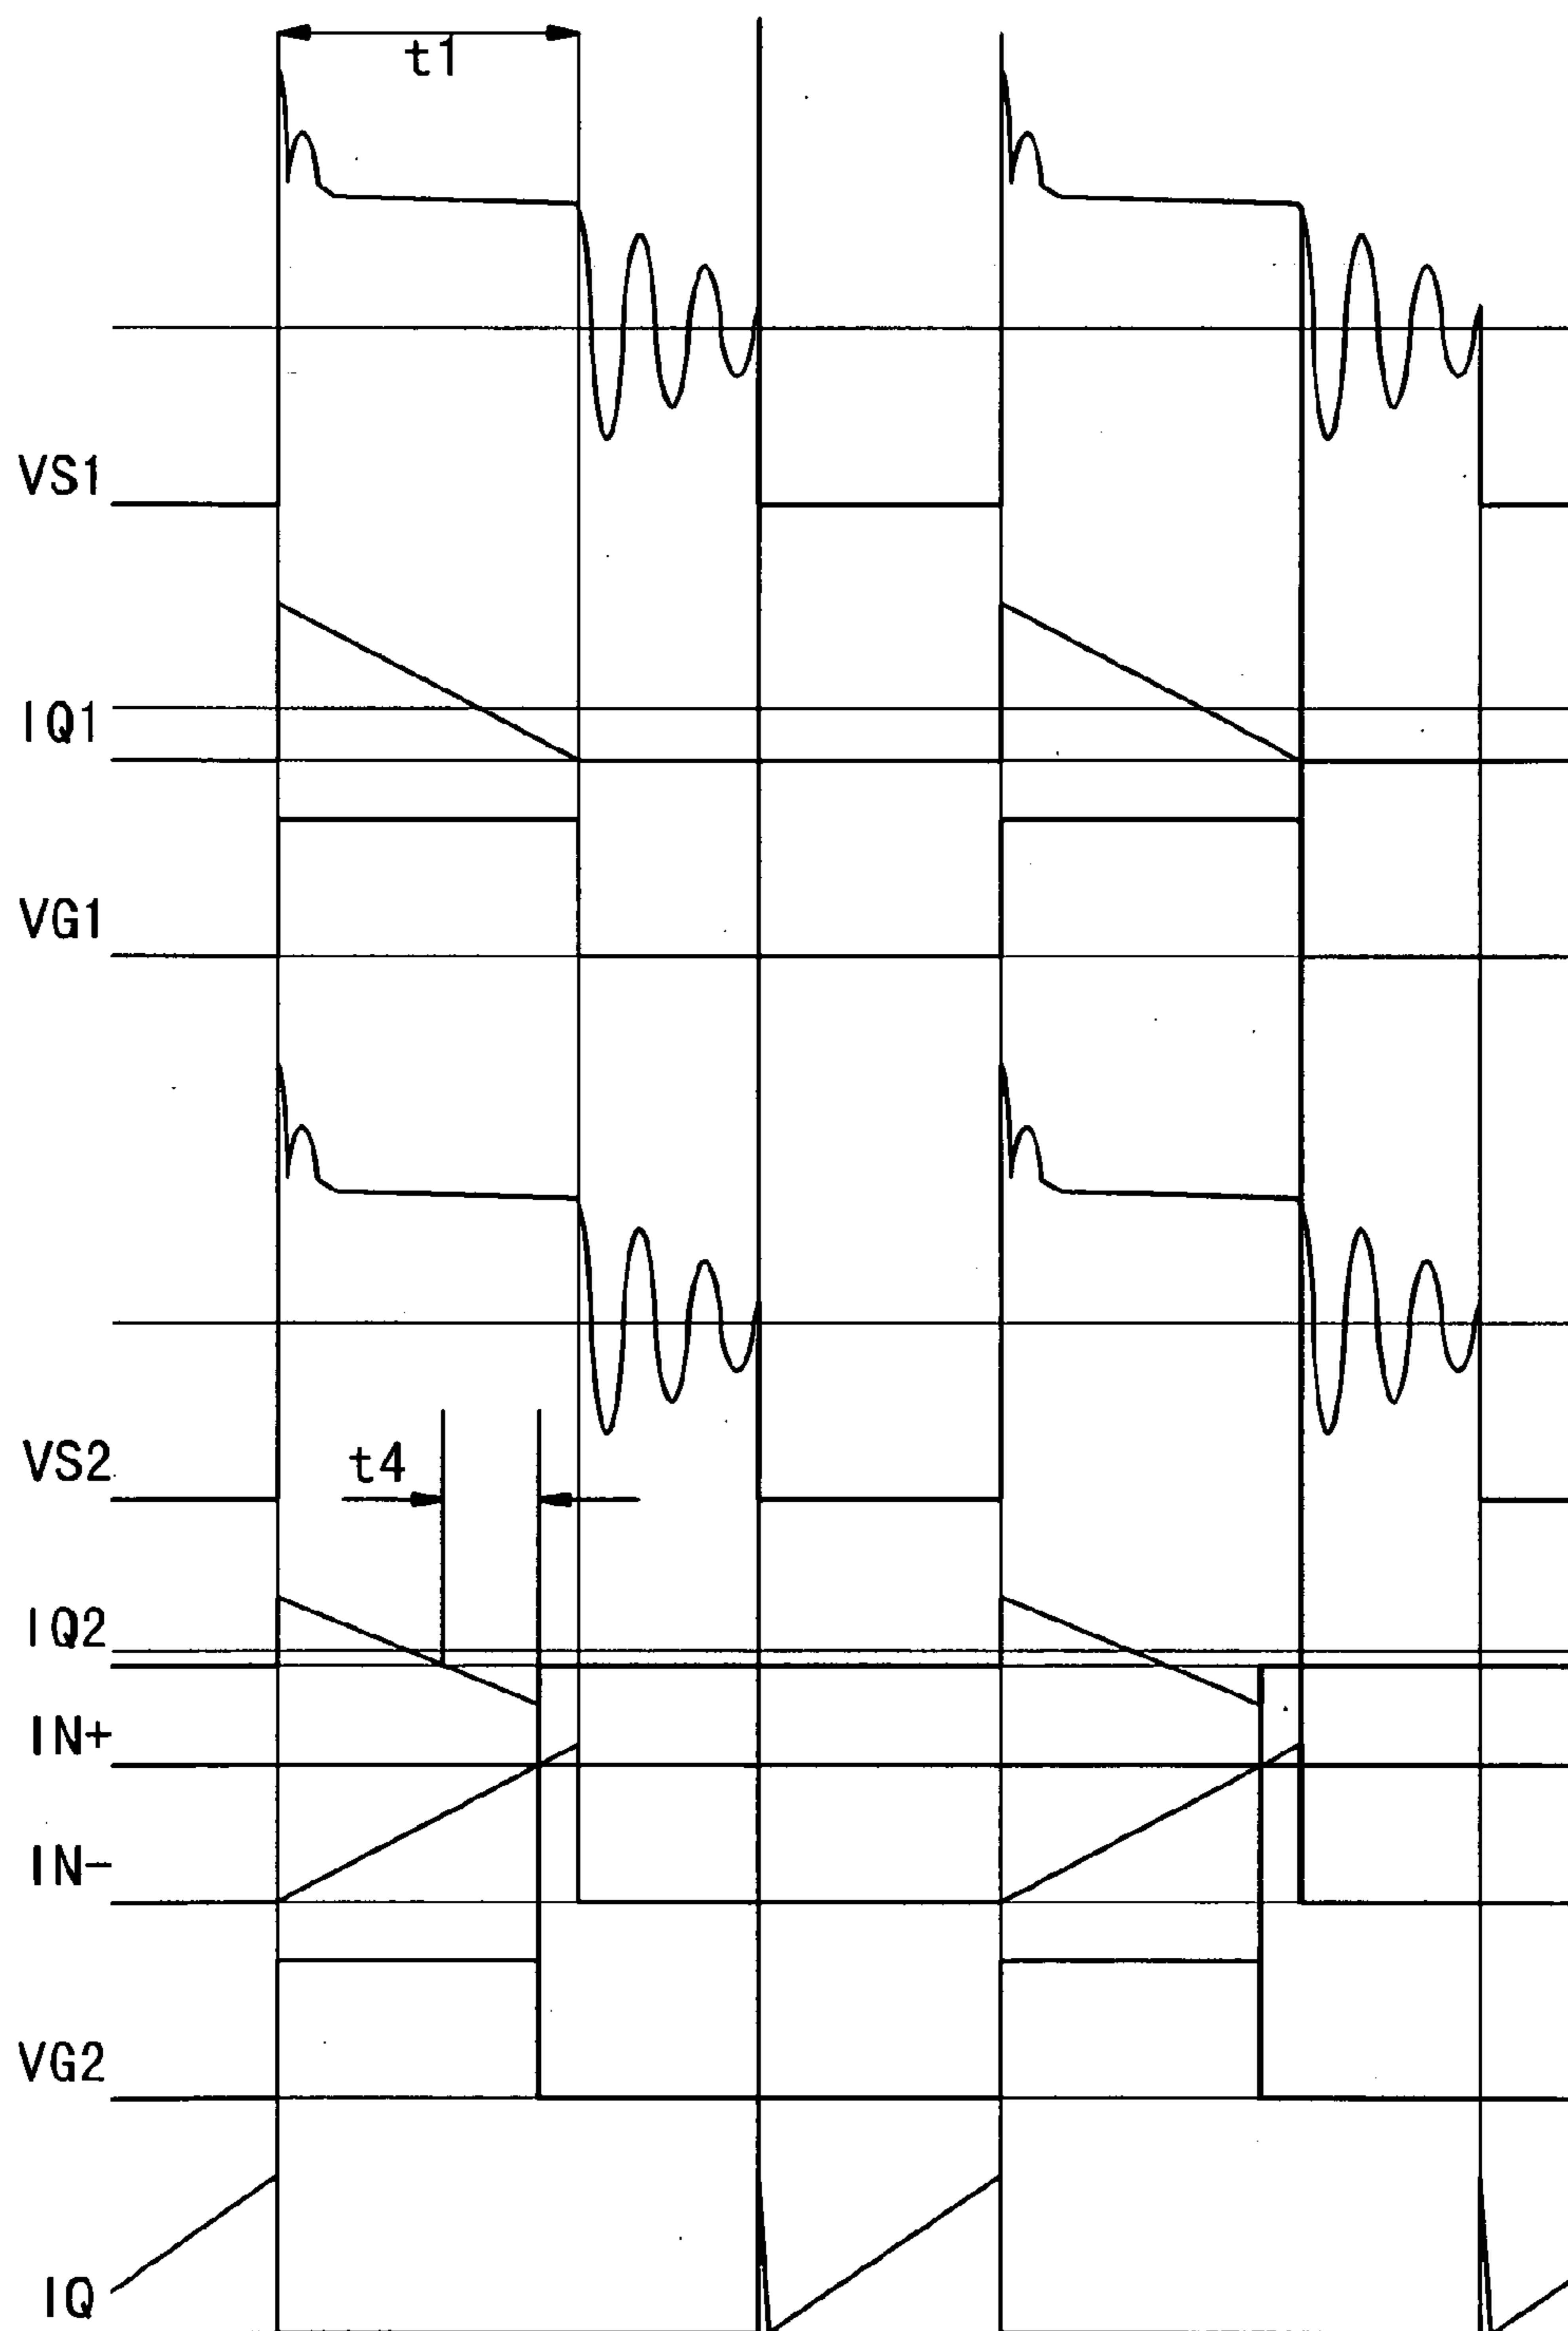 t1
VS1
IQ1
VG1
VS2
t4
IQ2
IN+
IN-
VG2
IQ